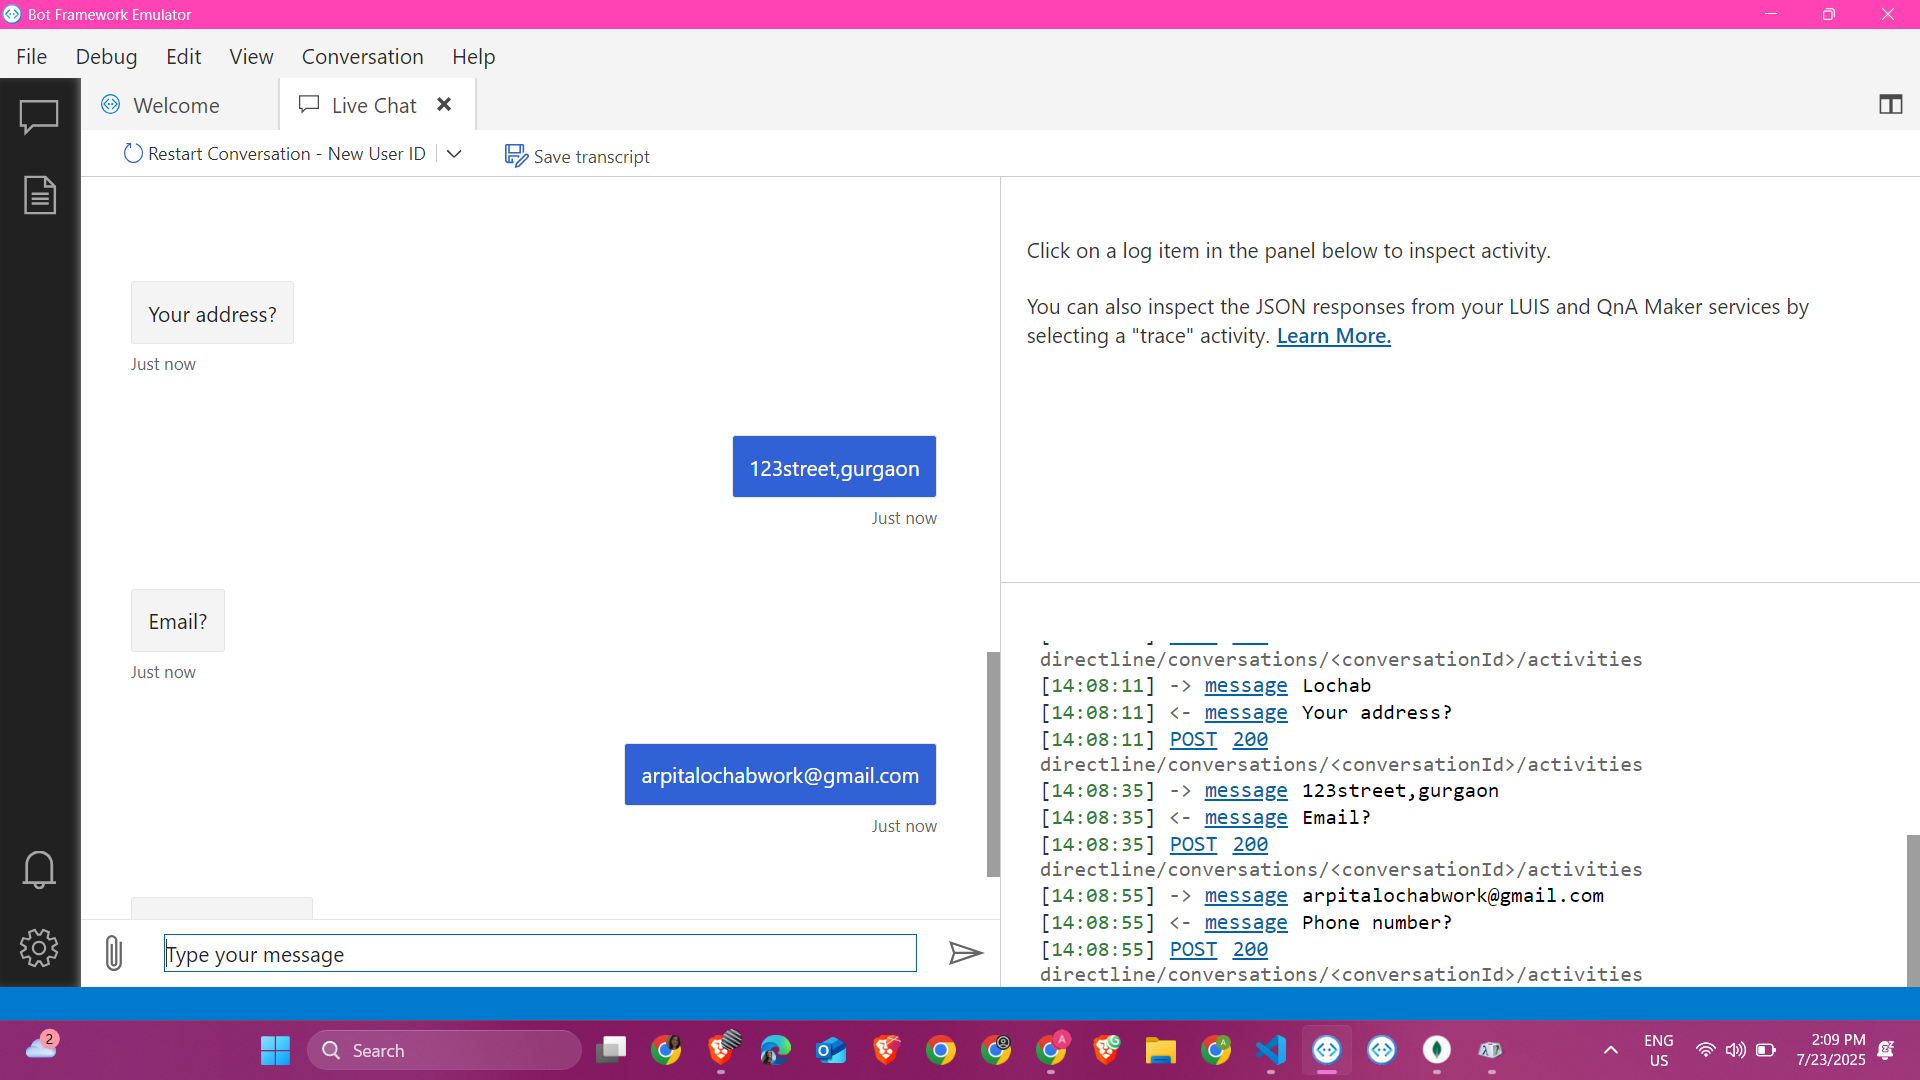 Bot Framework Emulator
File Debug Edit View Conversation Help
Welcome
Live Chat
Restart Conversation - New User ID
Save transcript
Your address?
Just now
123street,gurgaon
Just now
Email?
Just now
arpitalochabwork@gmail.com
Just now
Type your message
Click on a log item in the panel below to inspect activity.
You can also inspect the JSON responses from your LUIS and QnA Maker services by
selecting a "trace" activity. Learn More.
directline/conversations/<conversationId>/activities
[14:08:11] -> message Lochab
[14:08:11] <- message Your address?
[14:08:11] POST 200
directline/conversations/<conversationId>/activities
[14:08:35] -> message 123street,gurgaon
[14:08:35] <- message Email?
[14:08:35] POST 200
directline/conversations/<conversationId>/activities
[14:08:55] -> message arpitalochabwork@gmail.com
[14:08:55] <- message Phone number?
[14:08:55] POST 200
directline/conversations/<conversationId>/activities
2
Search
ENG
US
2:09 PM
7/23/2025